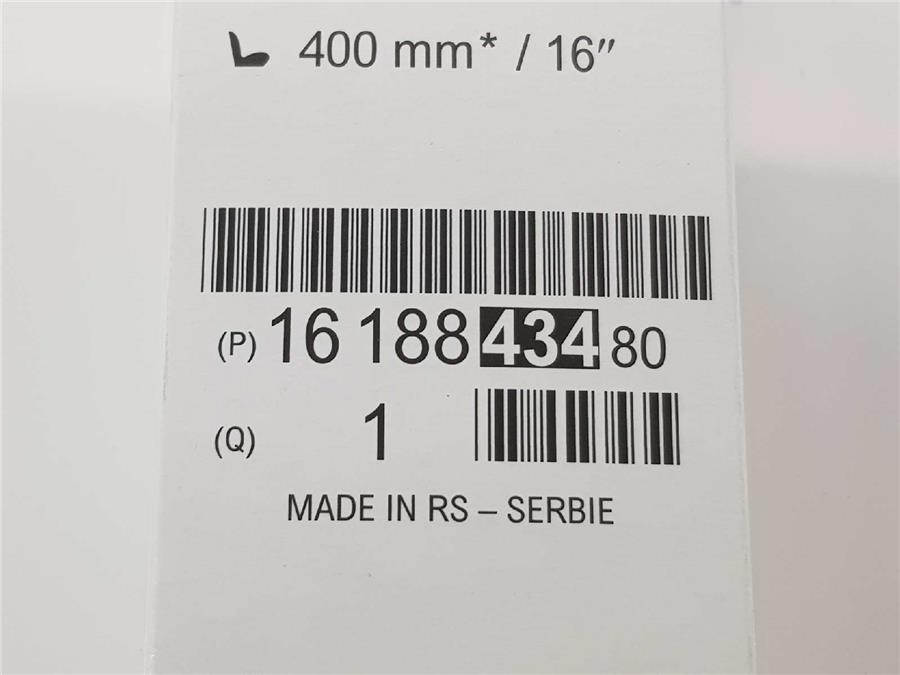 400 mm* / 16″
(P) 16 188 434 80
(Q) 1
MADE IN RS – SERBIE